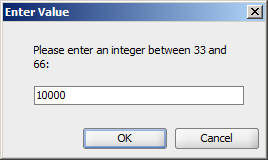 Enter Value
Please enter an integer between 33 and
66:
10000
OK Cancel